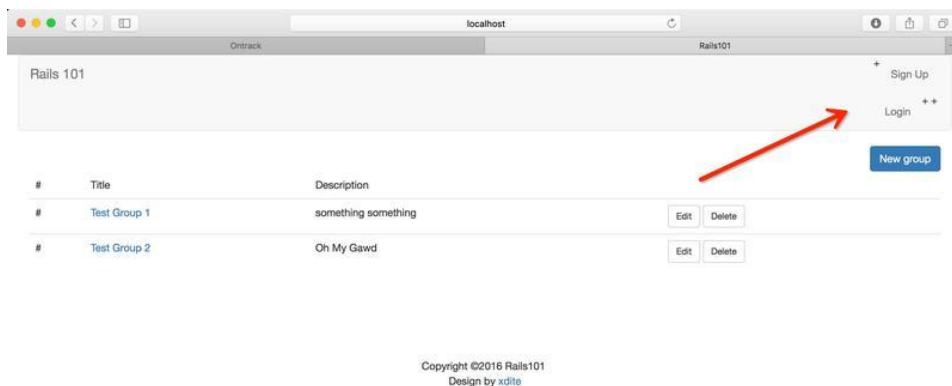 localhost
Ontrack Rails101
Rails 101
+ Sign Up
Login ++
New group
# Title Description
# Test Group 1 something something Edit Delete
# Test Group 2 Oh My Gawd Edit Delete
Copyright ©2016 Rails101
Design by xdite